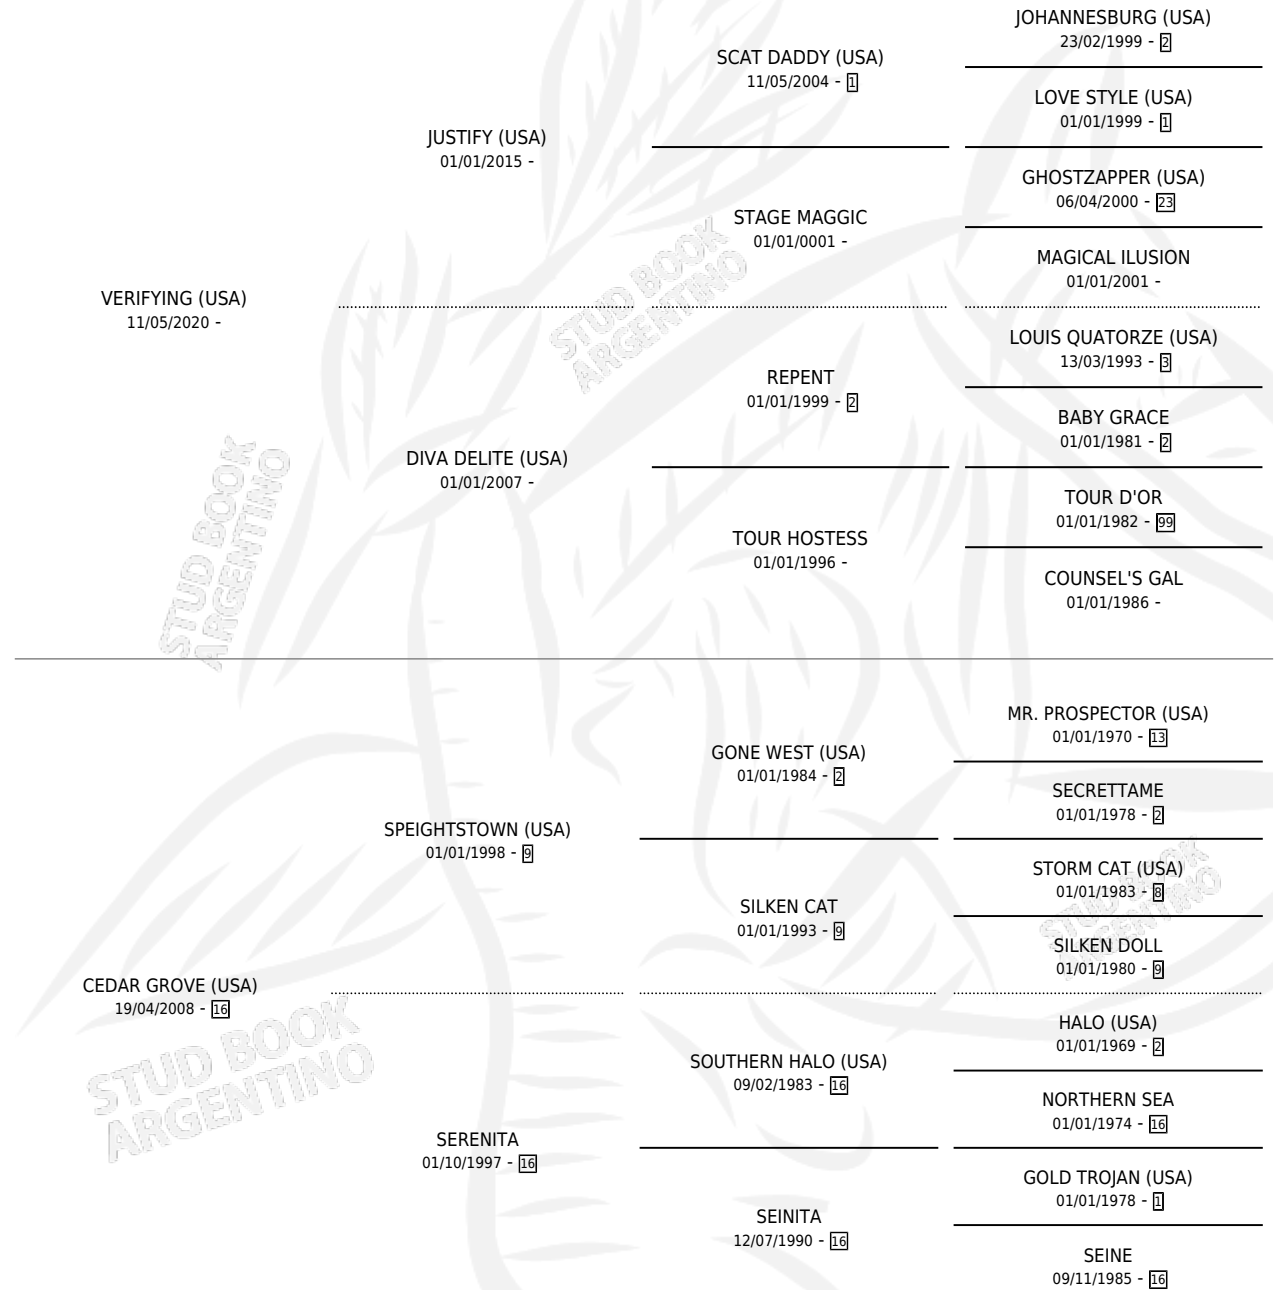 JOHANNESBURG (USA)
23/02/1999 - 2
SCAT DADDY (USA)
11/05/2004 - 1
LOVE STYLE (USA)
01/01/1999 - 1
JUSTIFY (USA)
01/01/2015 -
GHOSTZAPPER (USA)
06/04/2000 - 23
STAGE MAGGIC
01/01/0001 -
MAGICAL ILUSION
01/01/2001 -
VERIFYING (USA)
11/05/2020 -
STUD BOOK
ARGENTINO
LOUIS QUATORZE (USA)
13/03/1993 - 3
REPENT
01/01/1999 - 2
BABY GRACE
01/01/1981 - 2
DIVA DELITE (USA)
01/01/2007 -
TOUR D'OR
01/01/1982 - 99
TOUR HOSTESS
01/01/1996 -
COUNSEL'S GAL
01/01/1986 -
STUD BOOK
ARGENTINO
MR. PROSPECTOR (USA)
01/01/1970 - 13
GONE WEST (USA)
01/01/1984 - 2
SECRETTAME
01/01/1978 - 2
SPEIGHTSTOWN (USA)
01/01/1998 - 9
STORM CAT (USA)
01/01/1983 - 8
SILKEN CAT
01/01/1993 - 9
STUD BOOK
ARGENTINO
SILKEN DOLL
01/01/1980 - 9
CEDAR GROVE (USA)
19/04/2008 - 16
STUD BOOK
ARGENTINO
HALO (USA)
01/01/1969 - 2
SOUTHERN HALO (USA)
09/02/1983 - 16
NORTHERN SEA
01/01/1974 - 16
SERENITA
01/10/1997 - 16
GOLD TROJAN (USA)
01/01/1978 - 1
SEINITA
12/07/1990 - 16
SEINE
09/11/1985 - 16